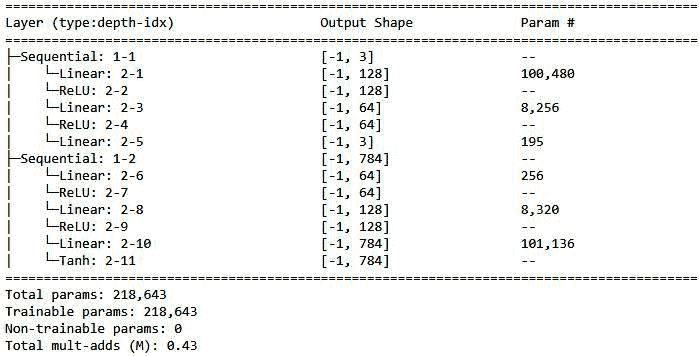 ==========================================================================================
Layer (type:depth-idx)                   Output Shape              Param #
==========================================================================================
├─Sequential: 1-1                        [-1, 3]                   --
|    └─Linear: 2-1                       [-1, 128]                 100,480
|    └─ReLU: 2-2                         [-1, 128]                 --
|    └─Linear: 2-3                       [-1, 64]                  8,256
|    └─ReLU: 2-4                         [-1, 64]                  --
|    └─Linear: 2-5                       [-1, 3]                   195
├─Sequential: 1-2                        [-1, 784]                 --
|    └─Linear: 2-6                       [-1, 64]                  256
|    └─ReLU: 2-7                         [-1, 64]                  --
|    └─Linear: 2-8                       [-1, 128]                 8,320
|    └─ReLU: 2-9                         [-1, 128]                 --
|    └─Linear: 2-10                      [-1, 784]                 101,136
|    └─Tanh: 2-11                        [-1, 784]                 --
==========================================================================================
Total params: 218,643
Trainable params: 218,643
Non-trainable params: 0
Total mult-adds (M): 0.43